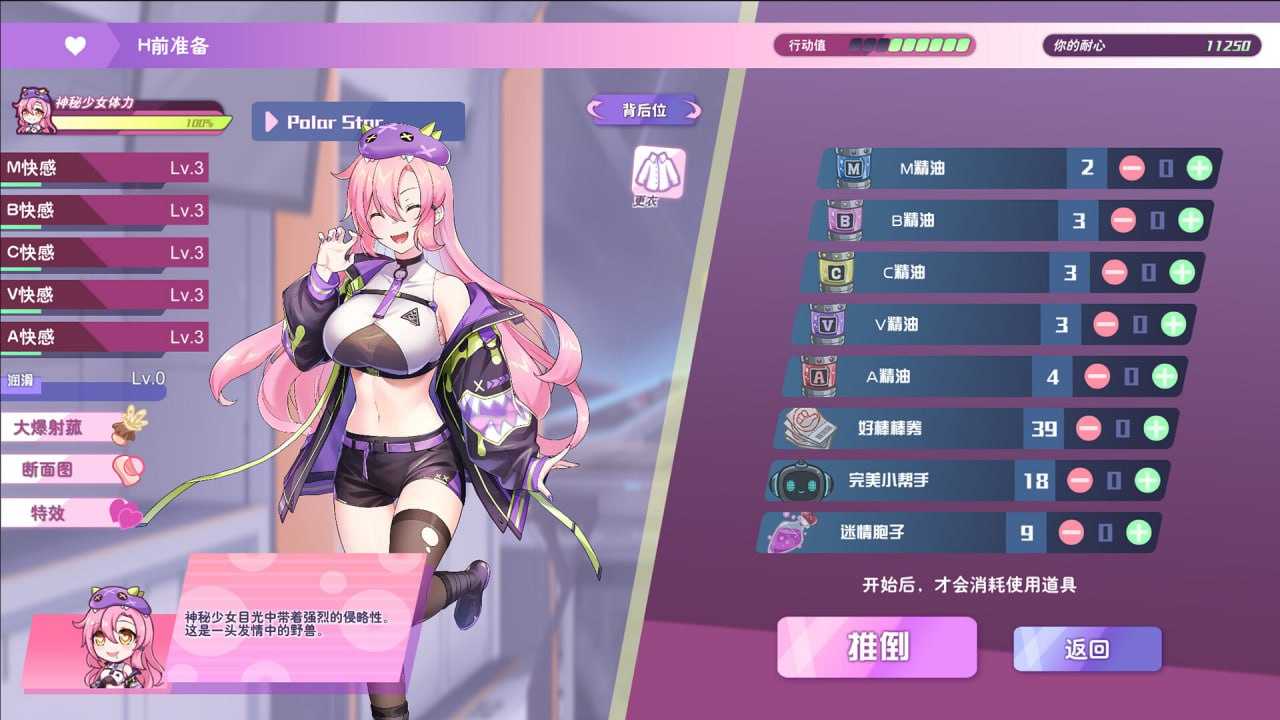 H前准备
行动值
你的耐心 11250
神秘少女体力
100%
Polar Star
背后位
更衣
M快感 Lv.3
B快感 Lv.3
C快感 Lv.3
V快感 Lv.3
A快感 Lv.3
润滑 Lv.0
大爆射蘸
断面图
特效
M M精油 2 0
B B精油 3 0
C C精油 3 0
V V精油 3 0
A A精油 4 0
好棒棒券 39 0
完美小帮手 18 0
迷情胞子 9 0
开始后，才会消耗使用道具
推倒
返回
神秘少女目光中带着强烈的侵略性。
这是一头发情中的野兽。